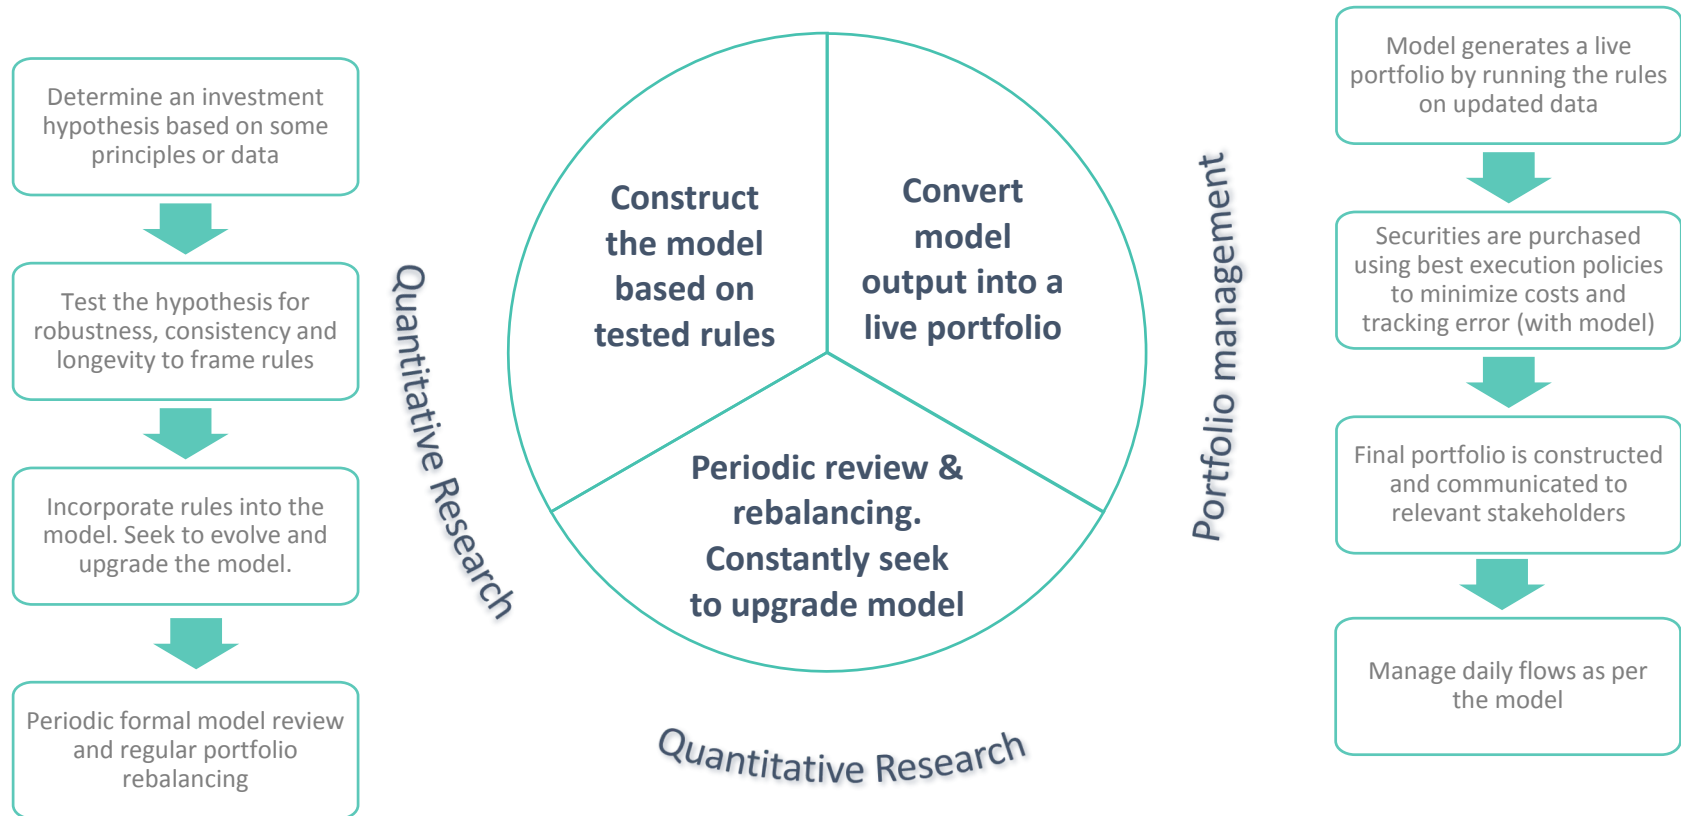 Determine an investment
hypothesis based on some
principles or data
Test the hypothesis for
robustness, consistency and
longevity to frame rules
Incorporate rules into the
model. Seek to evolve and
upgrade the model.
Periodic formal model review
and regular portfolio
rebalancing
Quantitative Research
Construct
the model
based on
tested rules
Convert
model
output into a
live portfolio
Periodic review &
rebalancing.
Constantly seek
to upgrade model
Quantitative Research
Portfolio management
Model generates a live
portfolio by running the rules
on updated data
Securities are purchased
using best execution policies
to minimize costs and
tracking error (with model)
Final portfolio is constructed
and communicated to
relevant stakeholders
Manage daily flows as per
the model